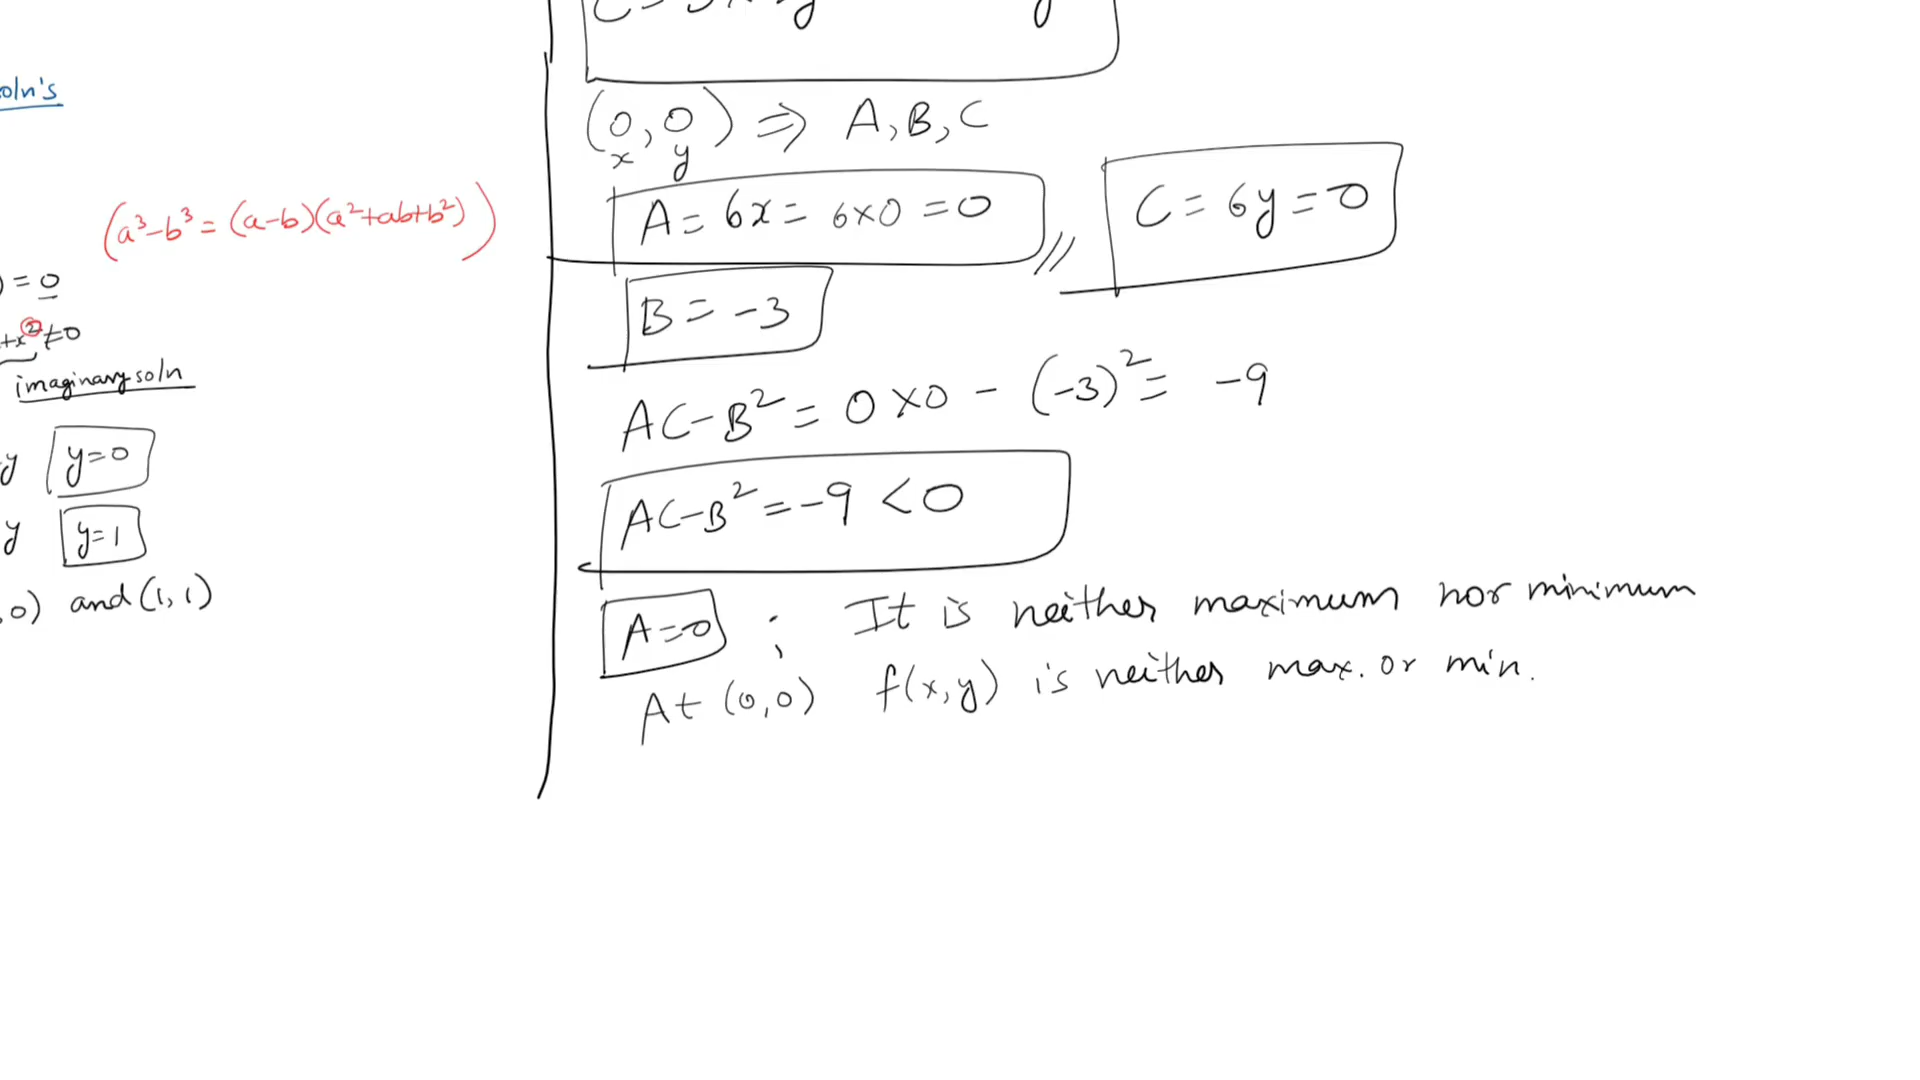 oln's
(a³-b³ = (a-b)(a²+ab+b²))
) = 0
+x² ≠ 0
imaginary soln
y y=0
y y=1
,0) and (1,1)
(0,0) ⇒ A, B, C
x y
A = 6x = 6×0 = 0 //
C = 6y = 0
B = -3
AC-B² = 0×0 - (-3)² = -9
AC-B² = -9 < 0
A=0 ; It is neither maximum nor minimum
At (0,0) f(x,y) is neither max. or min.